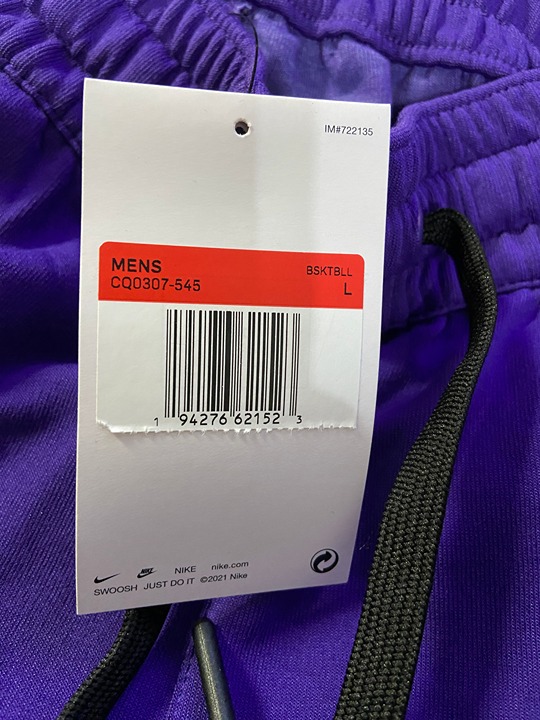 IM#722135
MENS BSKTBLL
CQ0307-545 L
1 94276 62152 3
NIKE NIKE nike.com
SWOOSH JUST DO IT ©2021 Nike